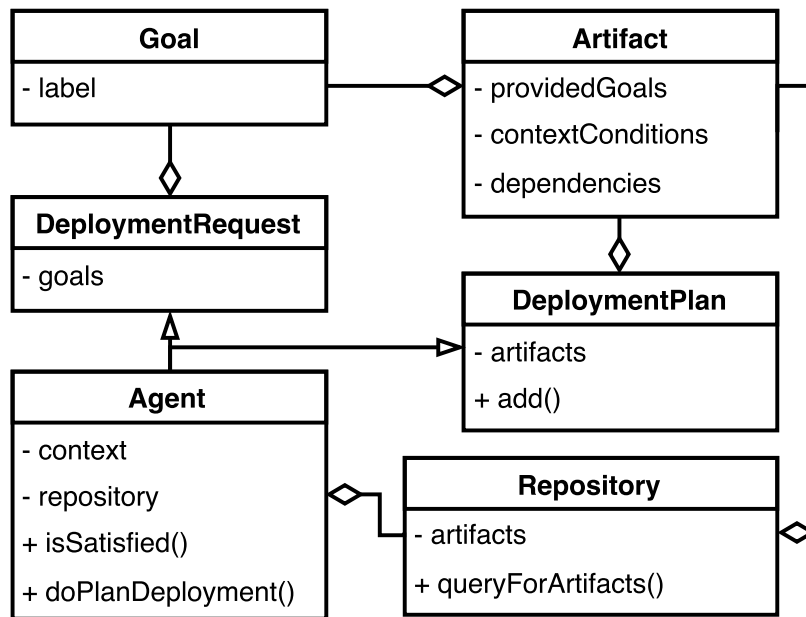 Goal
- label
Artifact
- providedGoals
- contextConditions
- dependencies
DeploymentRequest
- goals
DeploymentPlan
- artifacts
+ add()
Agent
- context
- repository
+ isSatisfied()
+ doPlanDeployment()
Repository
- artifacts
+ queryForArtifacts()